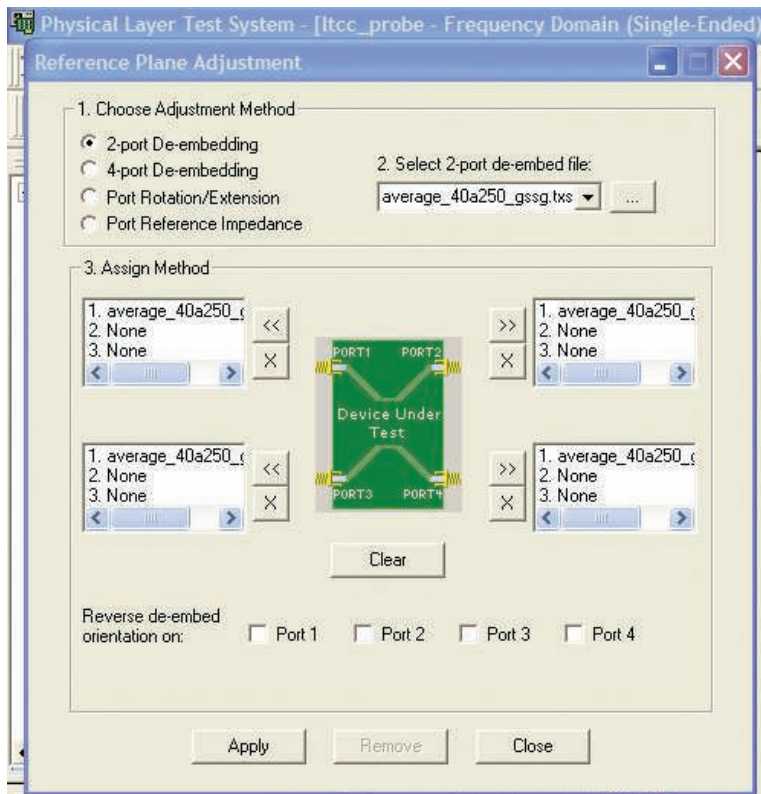 Physical Layer Test System - [ltcc_probe - Frequency Domain (Single-Ended)
Reference Plane Adjustment
1. Choose Adjustment Method
2-port De-embedding
4-port De-embedding
Port Rotation/Extension
Port Reference Impedance
2. Select 2-port de-embed file:
average_40a250_gssg.txs
...
3. Assign Method
1. average_40a250_g
2. None
3. None
<<
X
PORT1 PORT2
>>
X
1. average_40a250_g
2. None
3. None
Device Under
Test
1. average_40a250_g
2. None
3. None
<<
X
PORT3 PORT4
>>
X
1. average_40a250_g
2. None
3. None
Clear
Reverse de-embed
orientation on:
Port 1 Port 2 Port 3 Port 4
Apply Remove Close